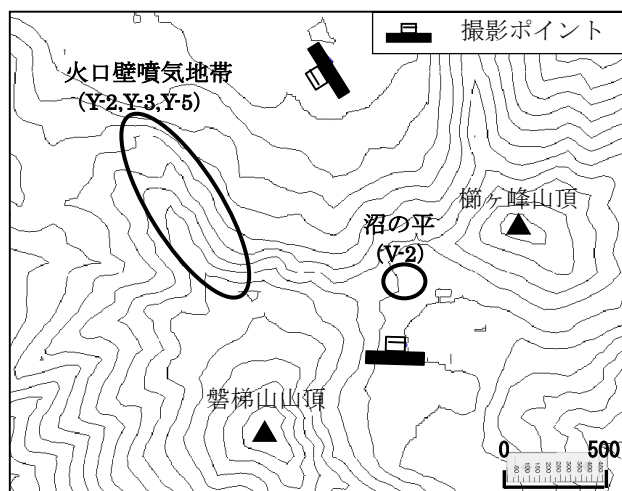 撮影ポイント
火口壁噴気地帯
(Y-2,Y-3,Y-5)
櫛ヶ峰山頂
沼の平
(V-2)
磐梯山山頂
0 500